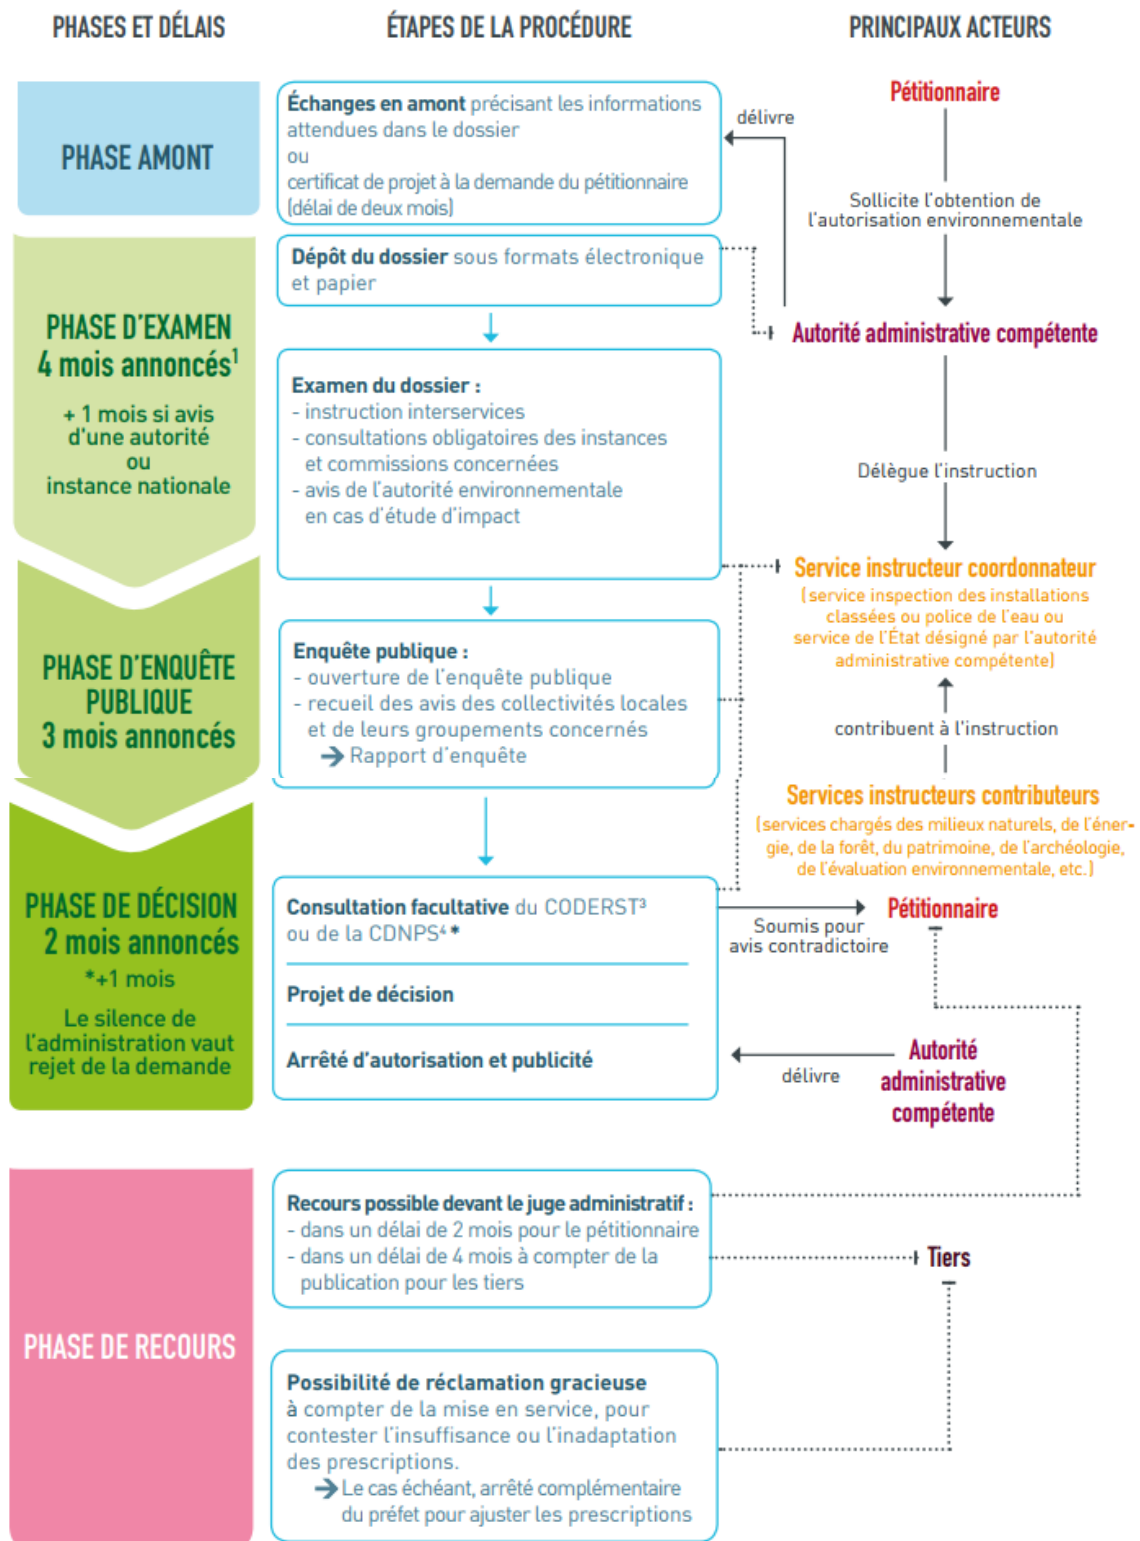 PHASES ET DÉLAIS
ÉTAPES DE LA PROCÉDURE
PRINCIPAUX ACTEURS
PHASE AMONT
Échanges en amont précisant les informations
attendues dans le dossier
ou
certificat de projet à la demande du pétitionnaire
(délai de deux mois)
délivre
Pétitionnaire
Sollicite l'obtention de
l'autorisation environnementale
PHASE D'EXAMEN
4 mois annoncés¹
+ 1 mois si avis
d'une autorité
ou
instance nationale
Dépôt du dossier sous formats électronique
et papier
Autorité administrative compétente
Examen du dossier :
- instruction interservices
- consultations obligatoires des instances
et commissions concernées
- avis de l'autorité environnementale
en cas d'étude d'impact
Délègue l'instruction
Service instructeur coordonnateur
(service inspection des installations
classées ou police de l'eau ou
service de l'État désigné par l'autorité
administrative compétente)
PHASE D'ENQUÊTE
PUBLIQUE
3 mois annoncés
Enquête publique :
- ouverture de l'enquête publique
- recueil des avis des collectivités locales
et de leurs groupements concernés
→ Rapport d'enquête
contribuent à l'instruction
Services instructeurs contributeurs
(services chargés des milieux naturels, de l'éner-
gie, de la forêt, du patrimoine, de l'archéologie,
de l'évaluation environnementale, etc.)
PHASE DE DÉCISION
2 mois annoncés
*+1 mois
Le silence de
l'administration vaut
rejet de la demande
Consultation facultative du CODERST³
ou de la CDNPS⁴ *
Projet de décision
Arrêté d'autorisation et publicité
Soumis pour
avis contradictoire
Pétitionnaire
délivre
Autorité
administrative
compétente
PHASE DE RECOURS
Recours possible devant le juge administratif :
- dans un délai de 2 mois pour le pétitionnaire
- dans un délai de 4 mois à compter de la
publication pour les tiers
Tiers
Possibilité de réclamation gracieuse
à compter de la mise en service, pour
contester l'insuffisance ou l'inadaptation
des prescriptions.
→ Le cas échéant, arrêté complémentaire
du préfet pour ajuster les prescriptions